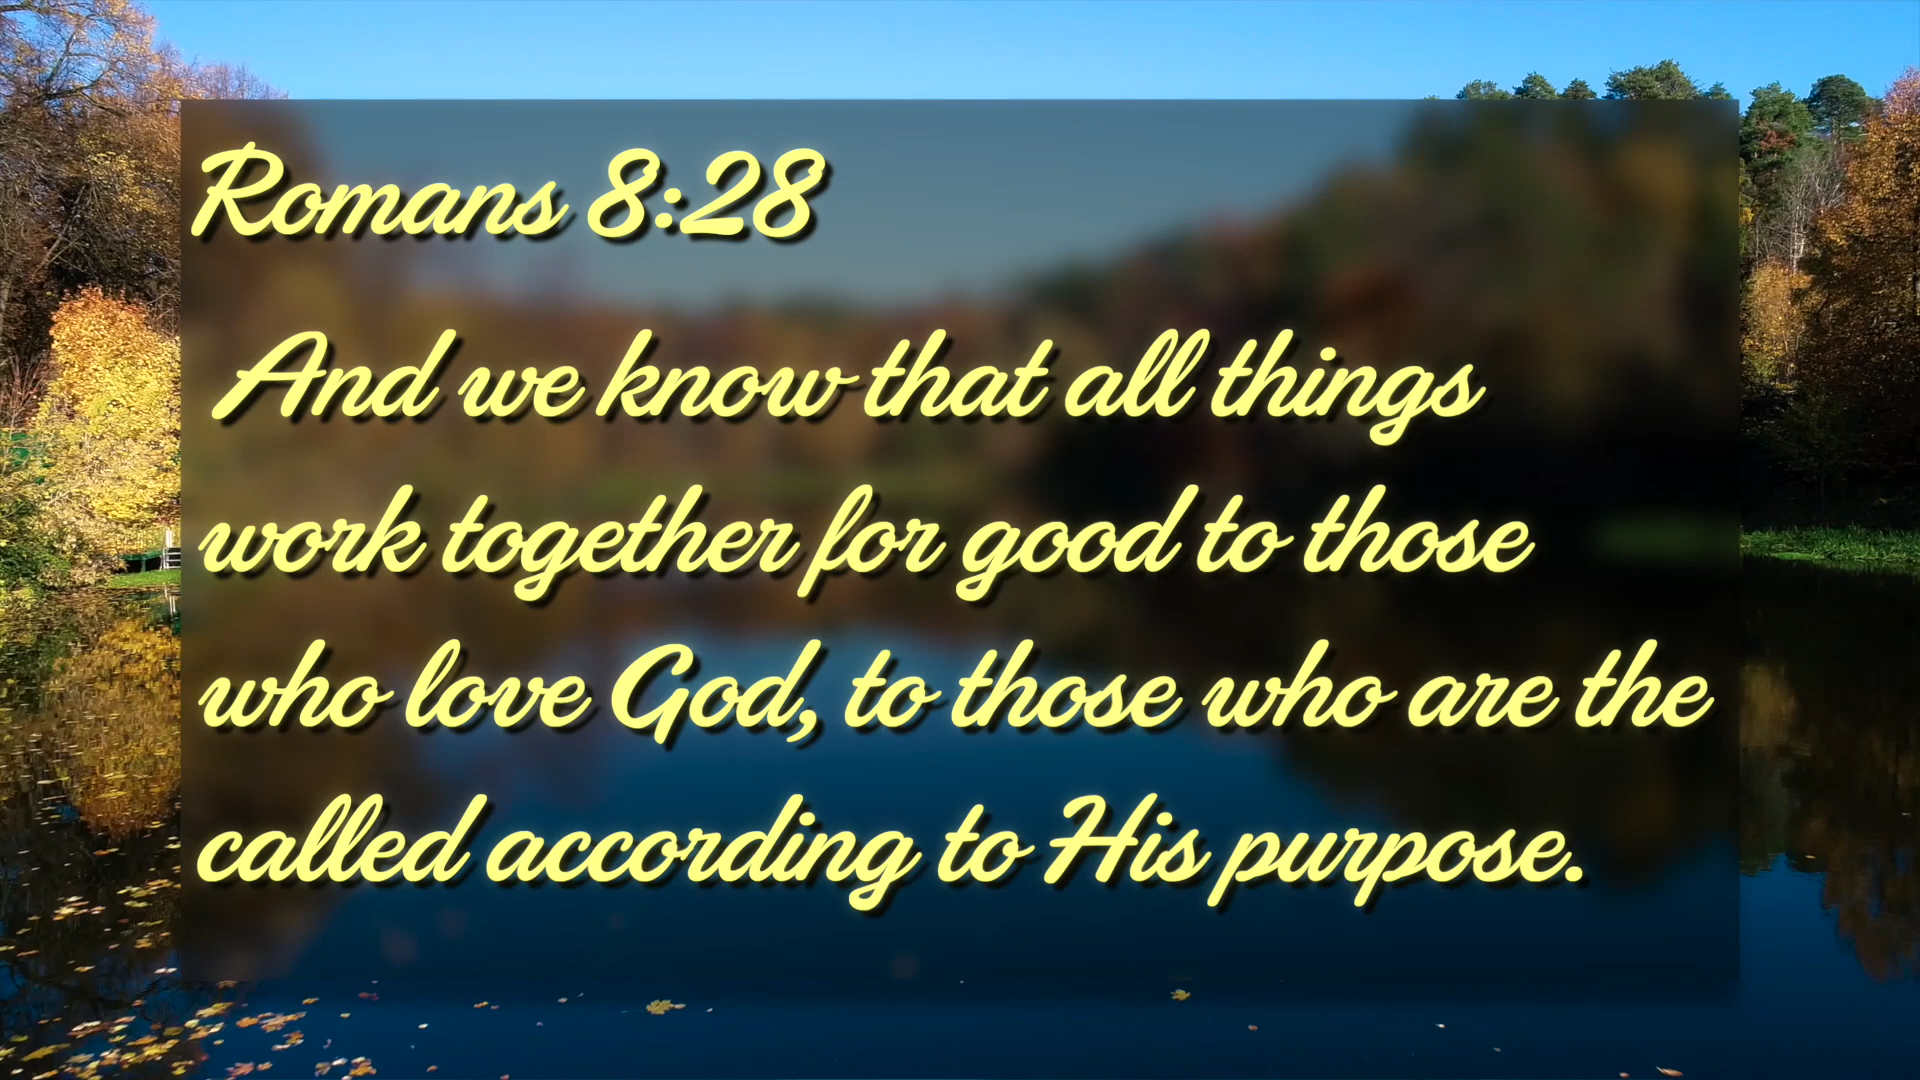 Romans 8:28
And we know that all things
work together for good to those
who love God, to those who are the
called according to His purpose.